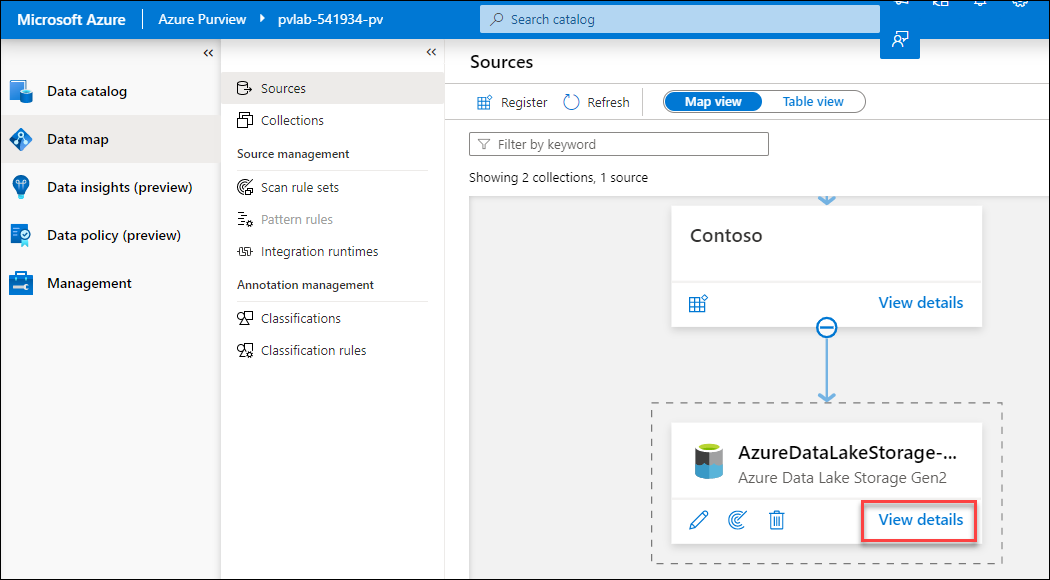 Microsoft Azure
Azure Purview
pvlab-541934-pv
Search catalog
Data catalog
Data map
Data insights (preview)
Data policy (preview)
Management
Sources
Collections
Source management
Scan rule sets
Pattern rules
Integration runtimes
Annotation management
Classifications
Classification rules
Sources
Register
Refresh
Map view
Table view
Filter by keyword
Showing 2 collections, 1 source
Contoso
View details
AzureDataLakeStorage-...
Azure Data Lake Storage Gen2
View details